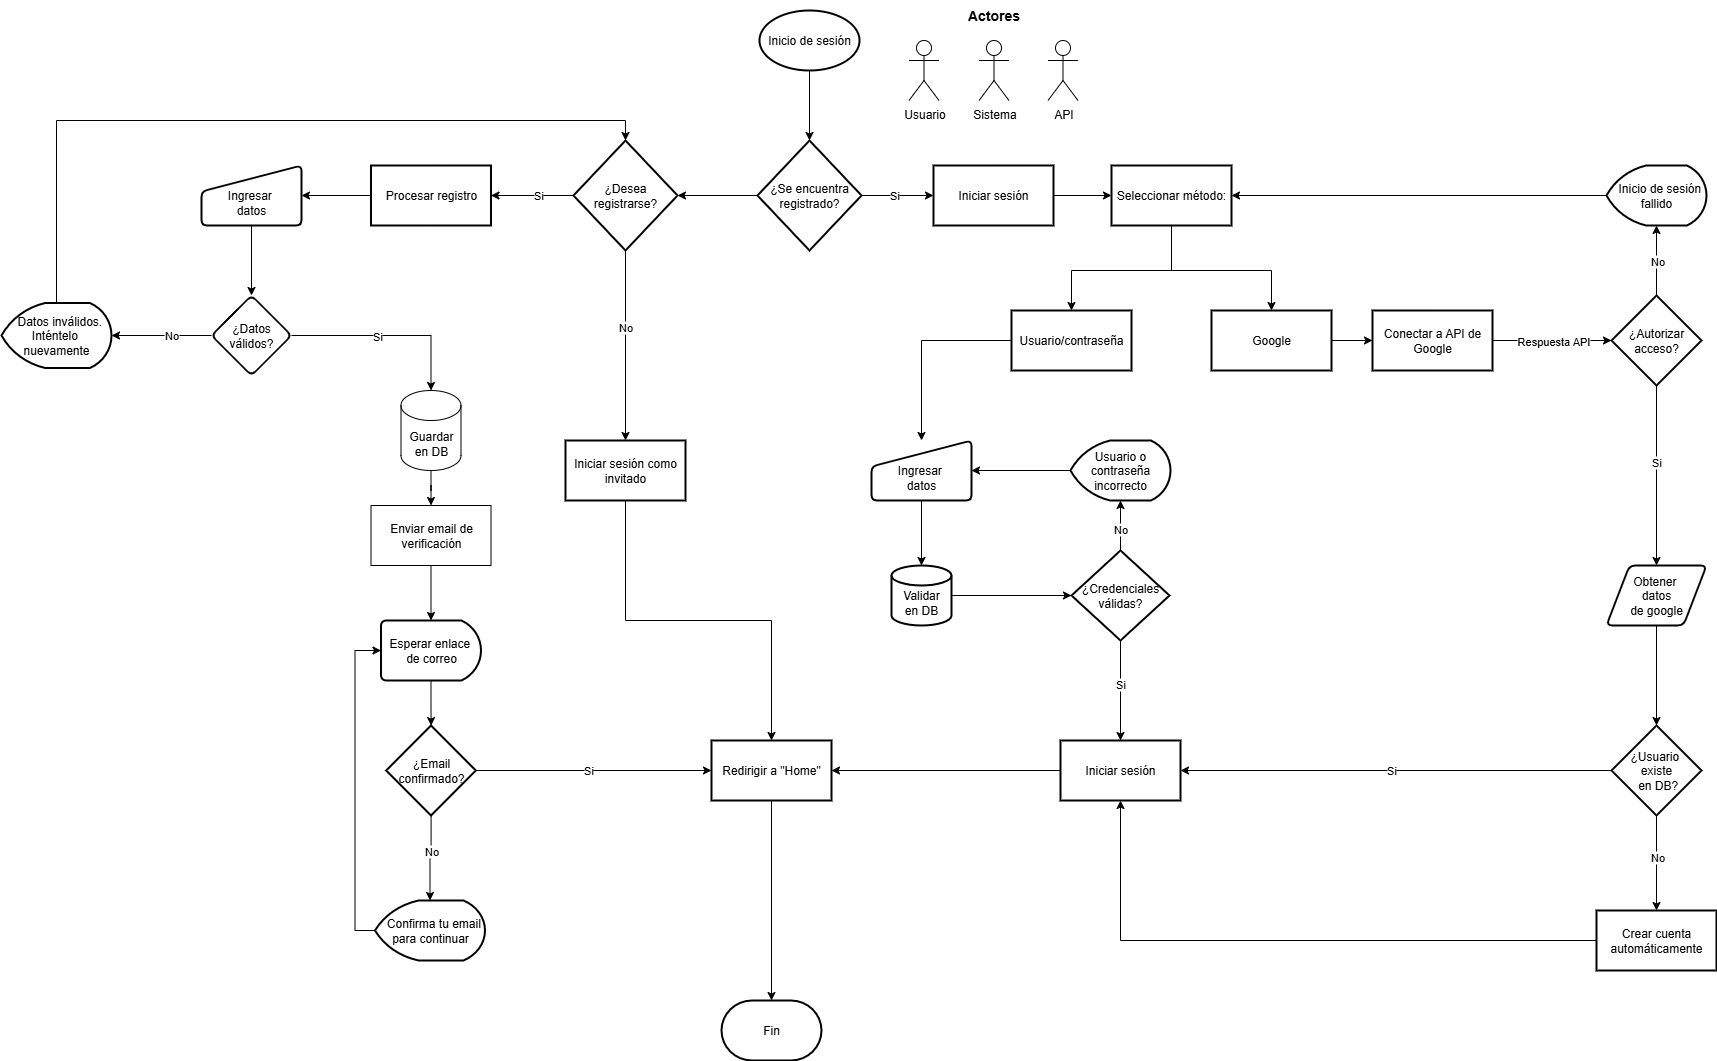 Actores
Inicio de sesión
Usuario
Sistema
API
Ingresar
datos
Procesar registro
Si
¿Desea
registrarse?
¿Se encuentra
registrado?
Si
Iniciar sesión
Seleccionar método:
Inicio de sesión
fallido
No
Datos inválidos.
Inténtelo
nuevamente
No
¿Datos
válidos?
Si
No
Usuario/contraseña
Google
Conectar a API de
Google
Respuesta API
¿Autorizar
acceso?
Guardar
en DB
Iniciar sesión como
invitado
Ingresar
datos
Usuario o
contraseña
incorrecto
Si
Enviar email de
verificación
No
Validar
en DB
¿Credenciales
válidas?
Obtener
datos
de google
Esperar enlace
de correo
Si
¿Email
confirmado?
Si
Redirigir a "Home"
Iniciar sesión
Si
¿Usuario
existe
en DB?
No
No
Confirma tu email
para continuar
Crear cuenta
automáticamente
Fin